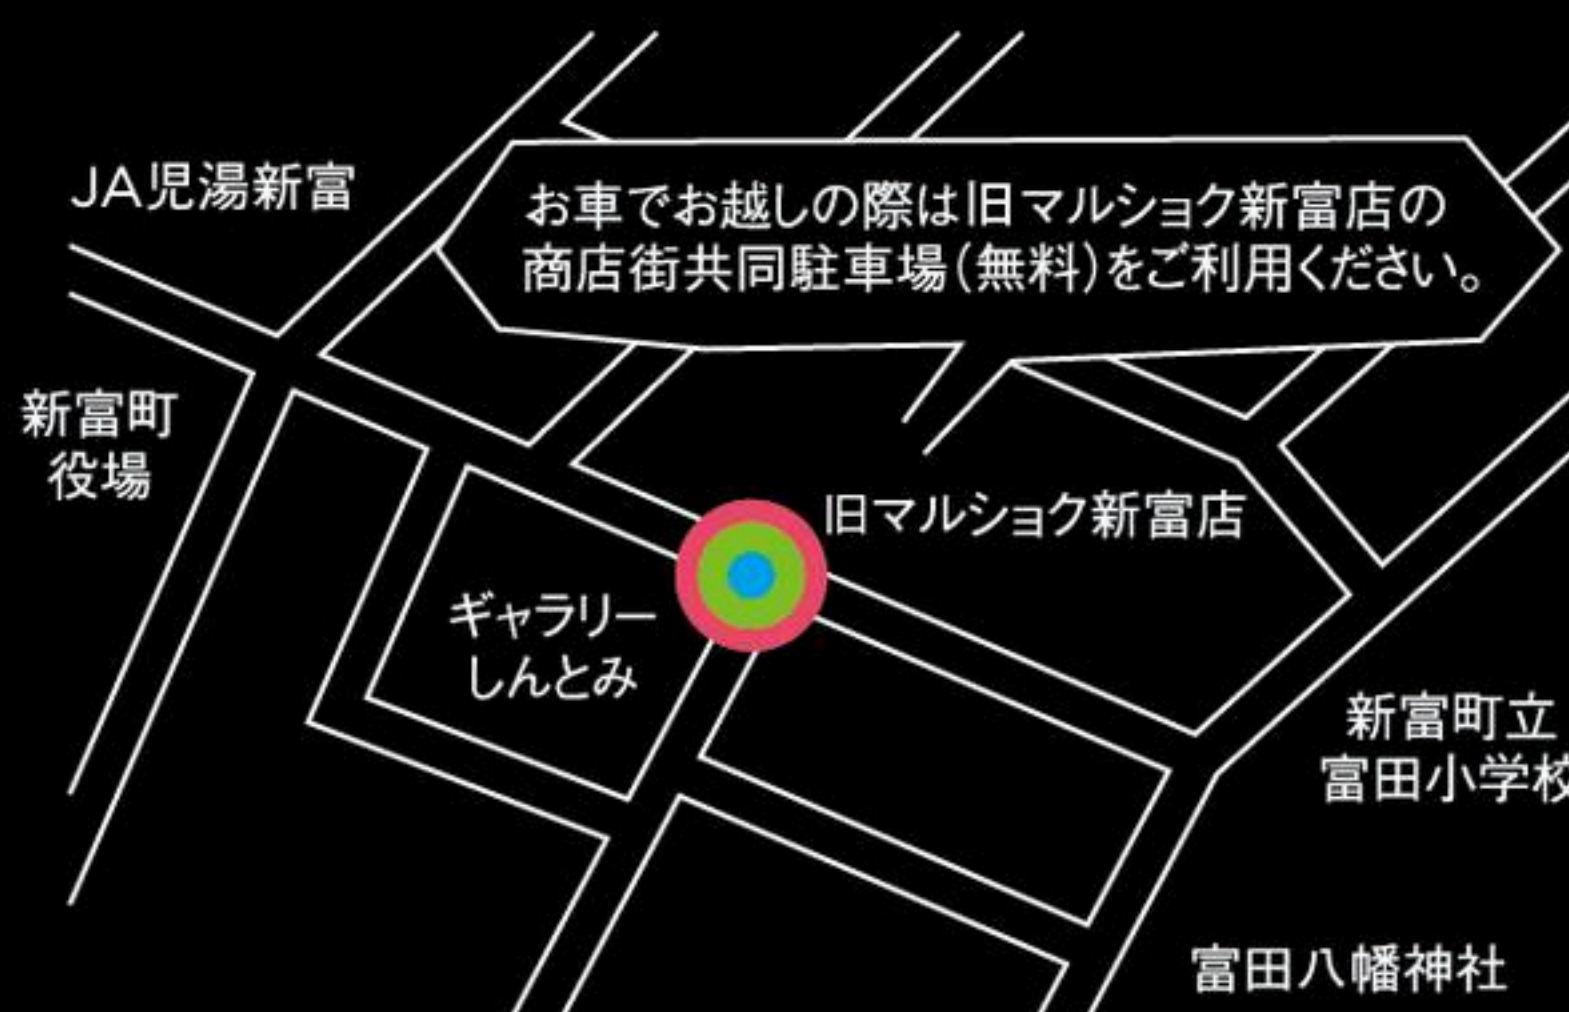 JA児湯新富
お車でお越しの際は旧マルショク新富店の
商店街共同駐車場（無料）をご利用ください。
新富町
役場
旧マルショク新富店
ギャラリー
しんとみ
新富町立
富田小学校
富田八幡神社